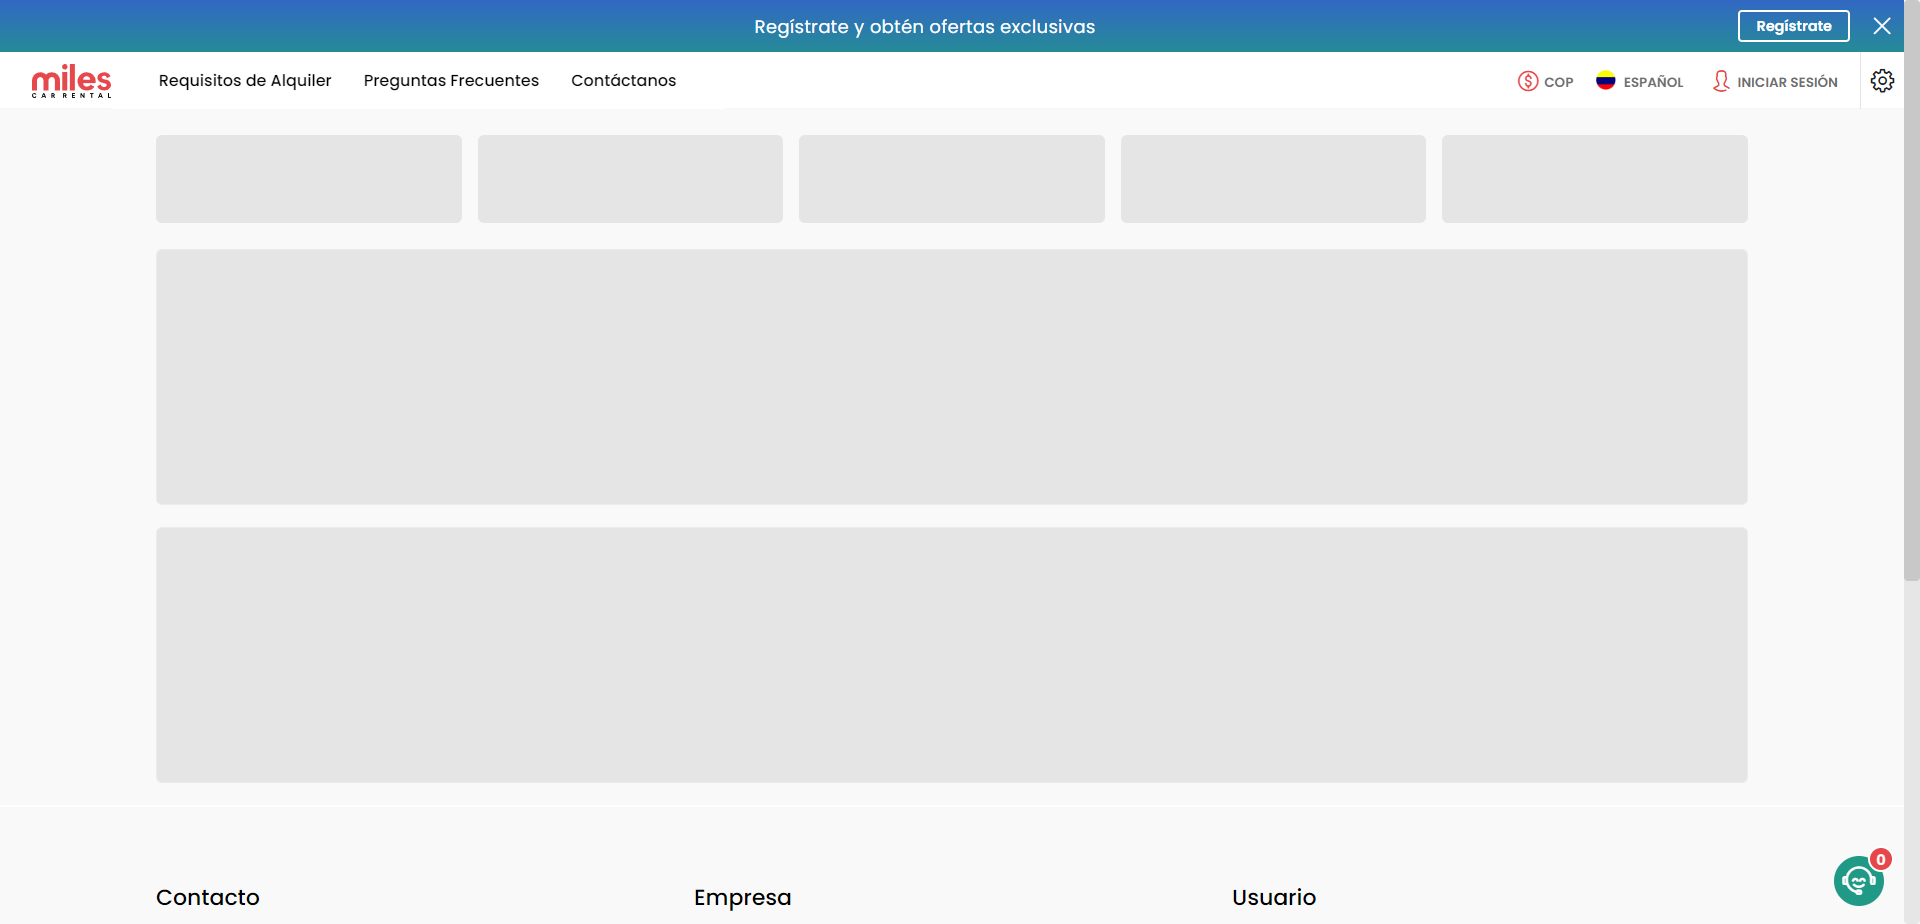 Regístrate y obtén ofertas exclusivas
Regístrate
miles
CAR RENTAL
Requisitos de Alquiler
Preguntas Frecuentes
Contáctanos
COP
ESPAÑOL
INICIAR SESIÓN
0
Contacto
Empresa
Usuario